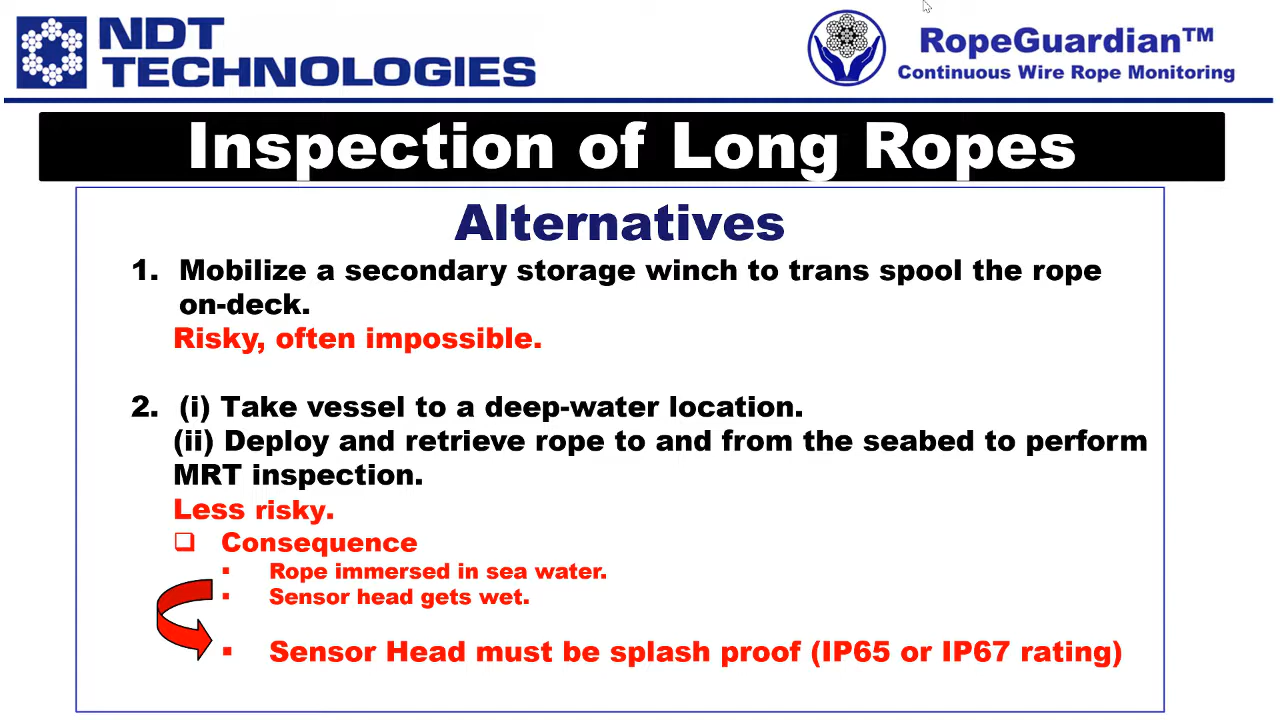 NDT
TECHNOLOGIES
RopeGuardian™
Continuous Wire Rope Monitoring
Inspection of Long Ropes
Alternatives
1. Mobilize a secondary storage winch to trans spool the rope
on-deck.
Risky, often impossible.
2. (i) Take vessel to a deep-water location.
(ii) Deploy and retrieve rope to and from the seabed to perform
MRT inspection.
Less risky.
❑ Consequence
▪ Rope immersed in sea water.
▪ Sensor head gets wet.
▪ Sensor Head must be splash proof (IP65 or IP67 rating)